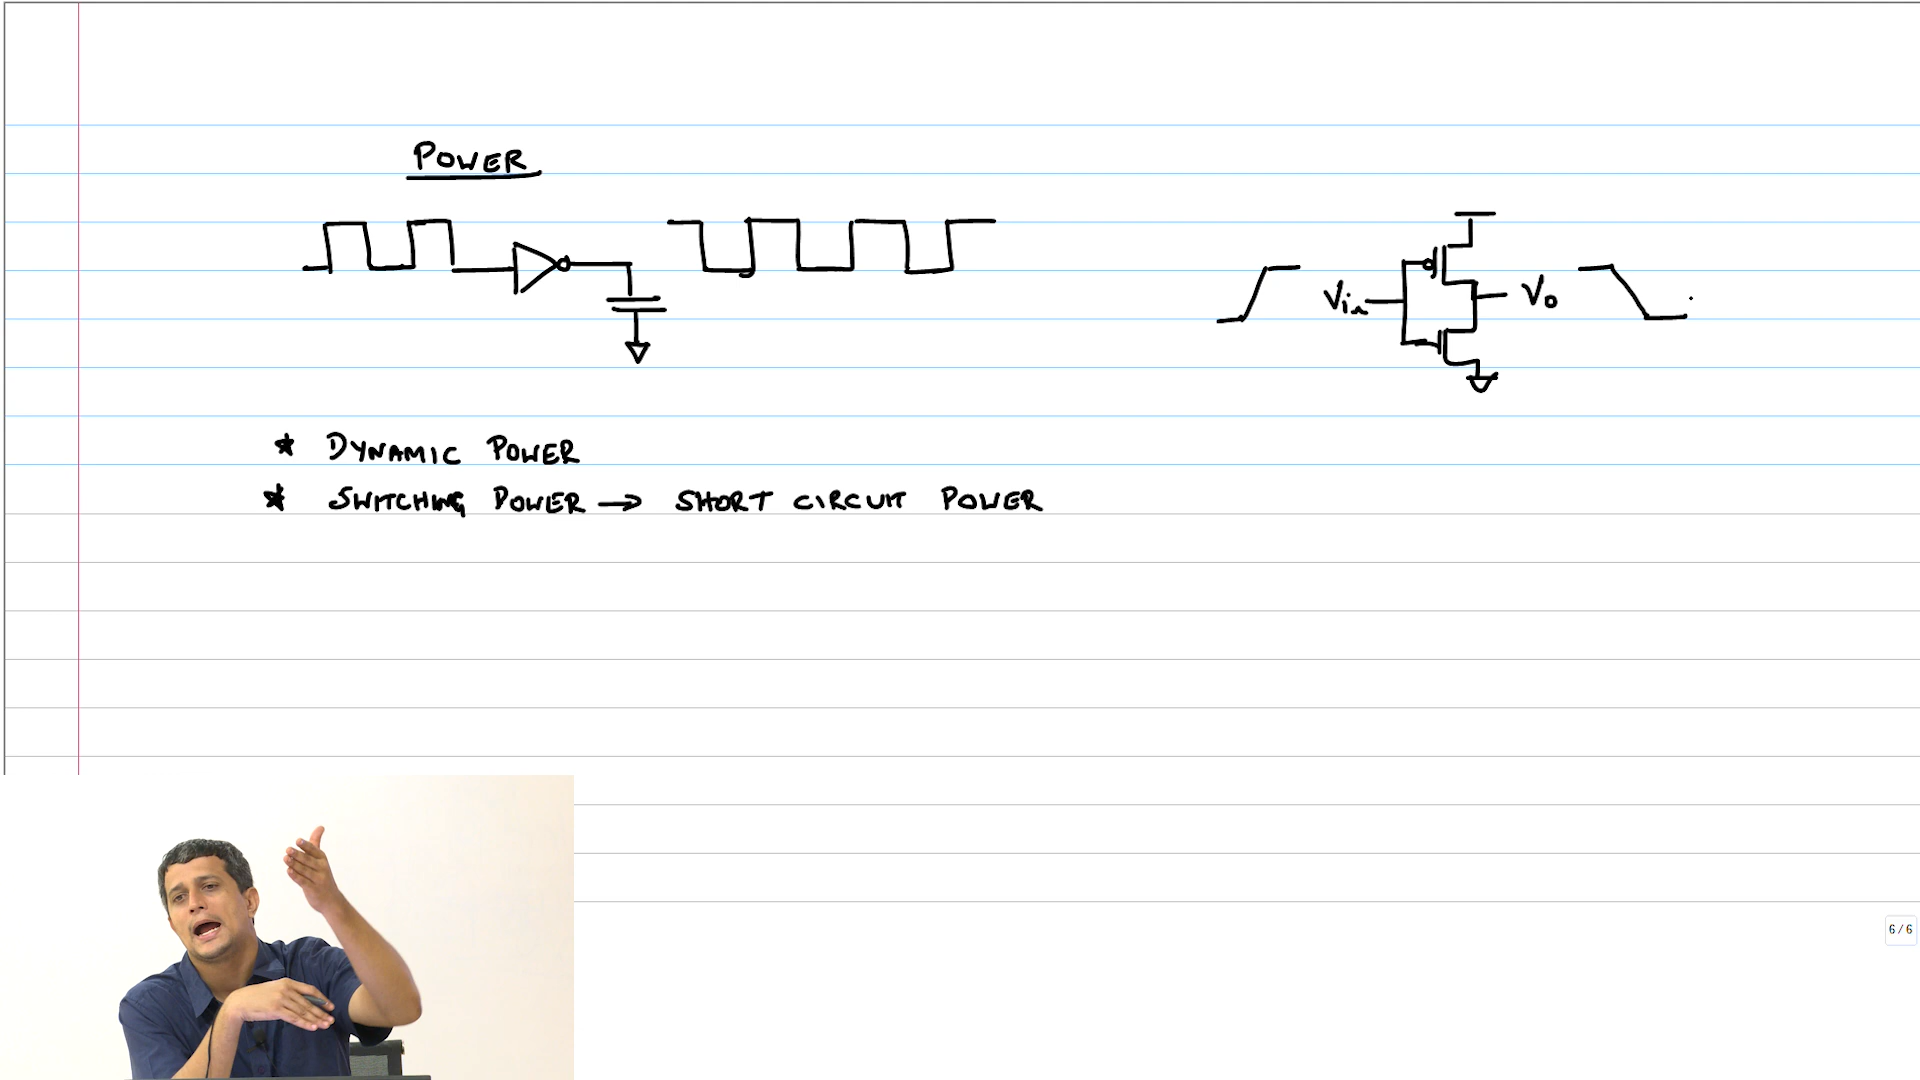 POWER
Vin
Vo
* DYNAMIC POWER
* SWITCHING POWER → SHORT CIRCUIT POWER
6/6